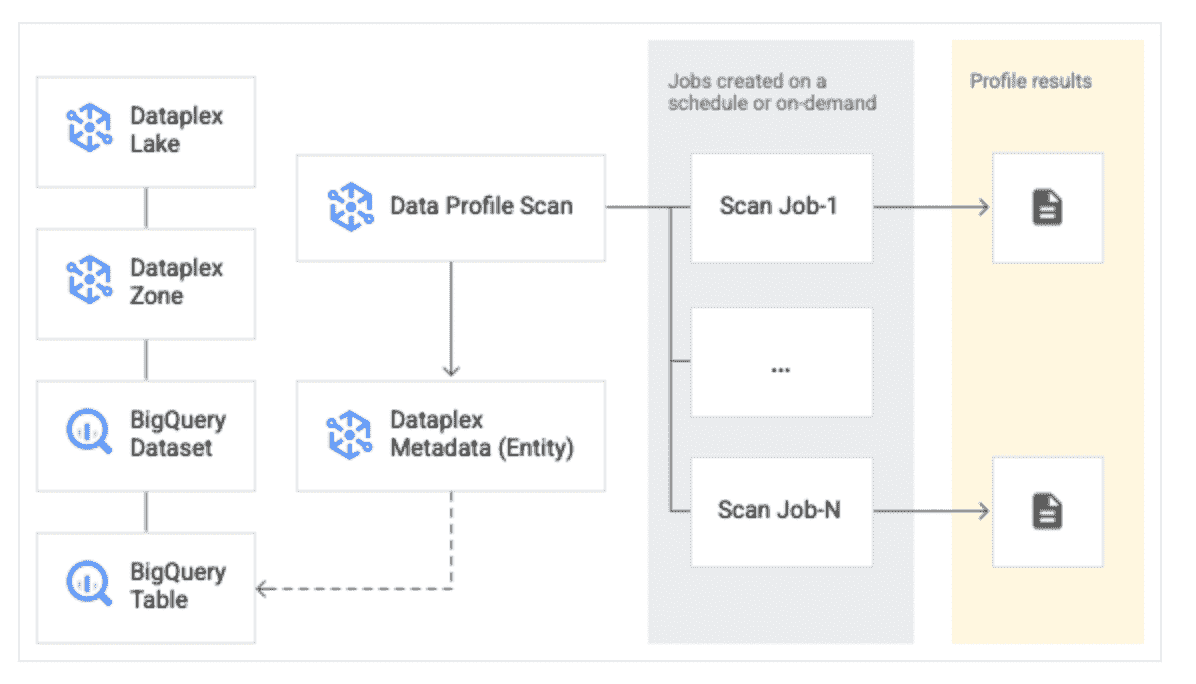 Dataplex
Lake
Dataplex
Zone
BigQuery
Dataset
BigQuery
Table
Data Profile Scan
Dataplex
Metadata (Entity)
Jobs created on a
schedule or on-demand
Scan Job-1
...
Scan Job-N
Profile results